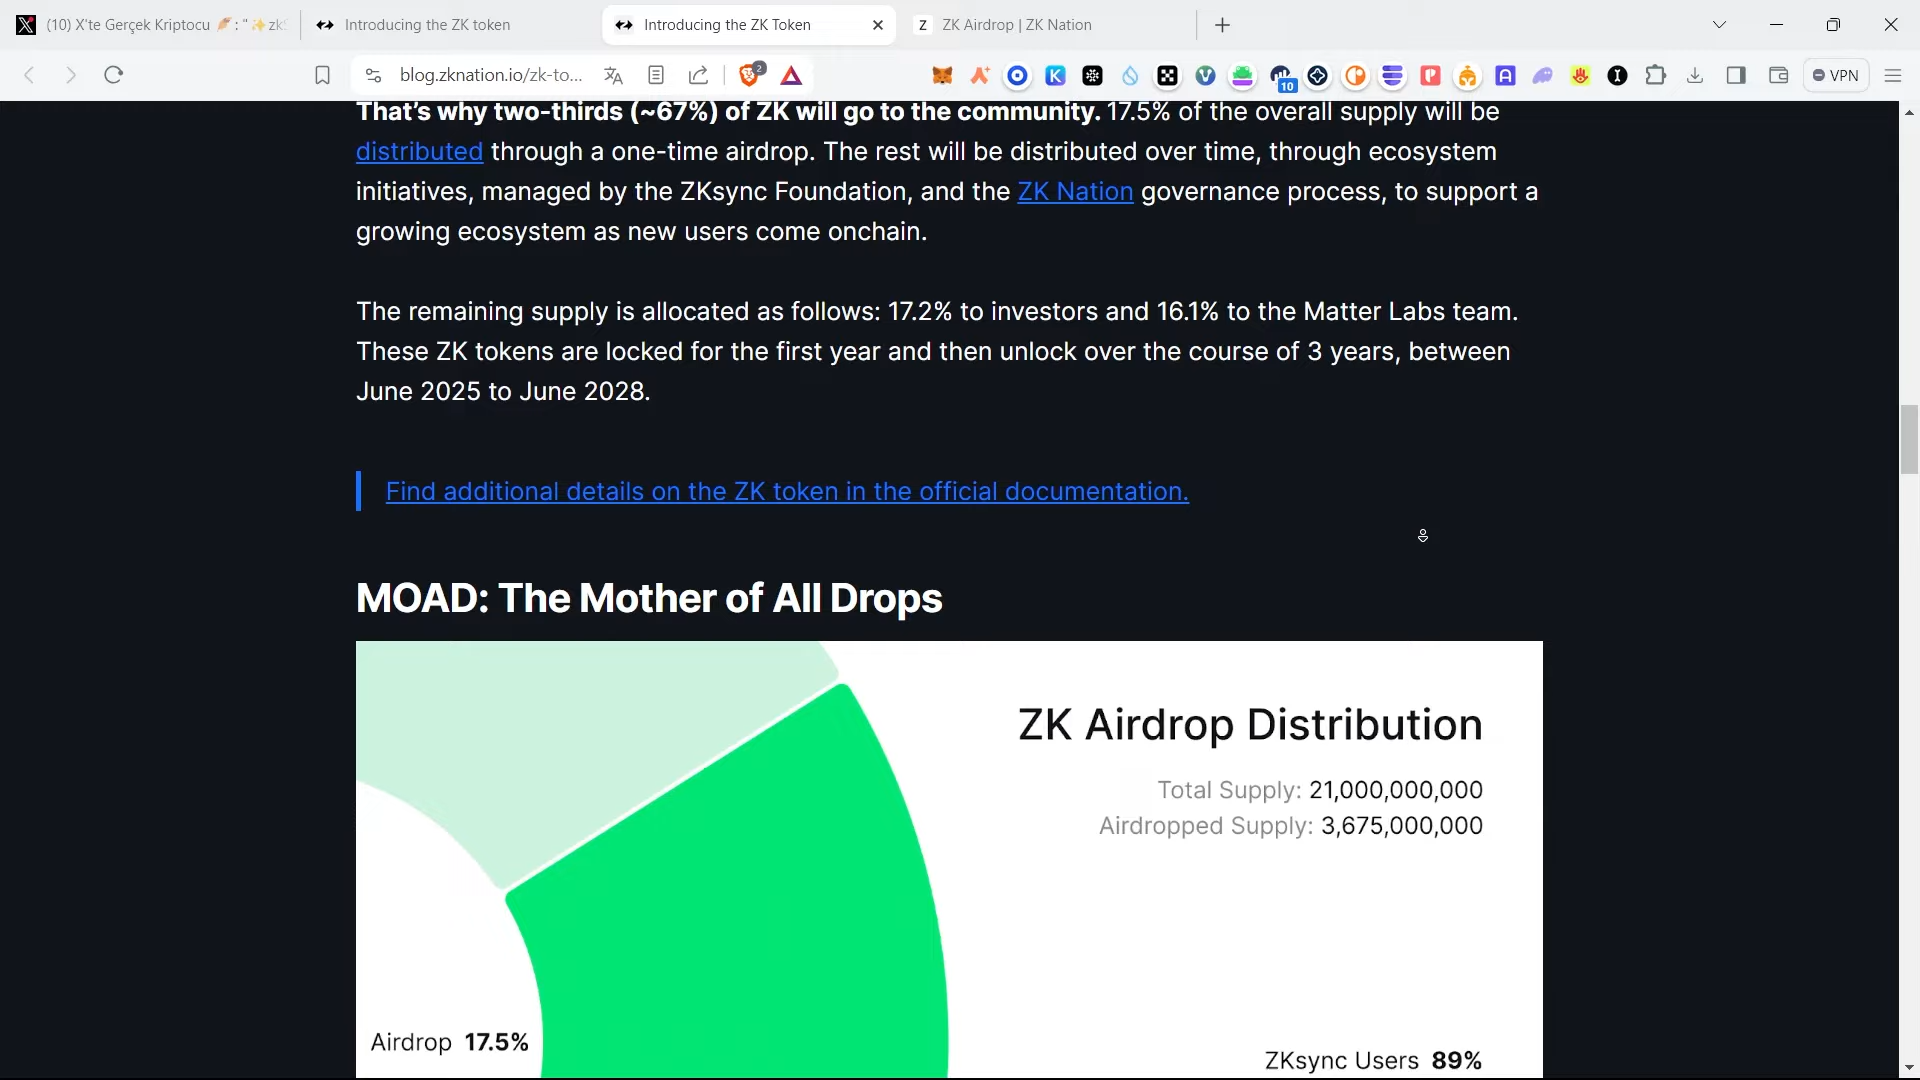 (10) X'te Gerçek Kriptocu 🥖: "✨zks
Introducing the ZK token
Introducing the ZK Token
Z ZK Airdrop | ZK Nation
blog.zknation.io/zk-to...
2
10
VPN
That's why two-thirds (~67%) of ZK will go to the community. 17.5% of the overall supply will be
distributed through a one-time airdrop. The rest will be distributed over time, through ecosystem
initiatives, managed by the ZKsync Foundation, and the ZK Nation governance process, to support a
growing ecosystem as new users come onchain.
The remaining supply is allocated as follows: 17.2% to investors and 16.1% to the Matter Labs team.
These ZK tokens are locked for the first year and then unlock over the course of 3 years, between
June 2025 to June 2028.
Find additional details on the ZK token in the official documentation.
MOAD: The Mother of All Drops
ZK Airdrop Distribution
Total Supply: 21,000,000,000
Airdropped Supply: 3,675,000,000
Airdrop 17.5%
ZKsync Users 89%